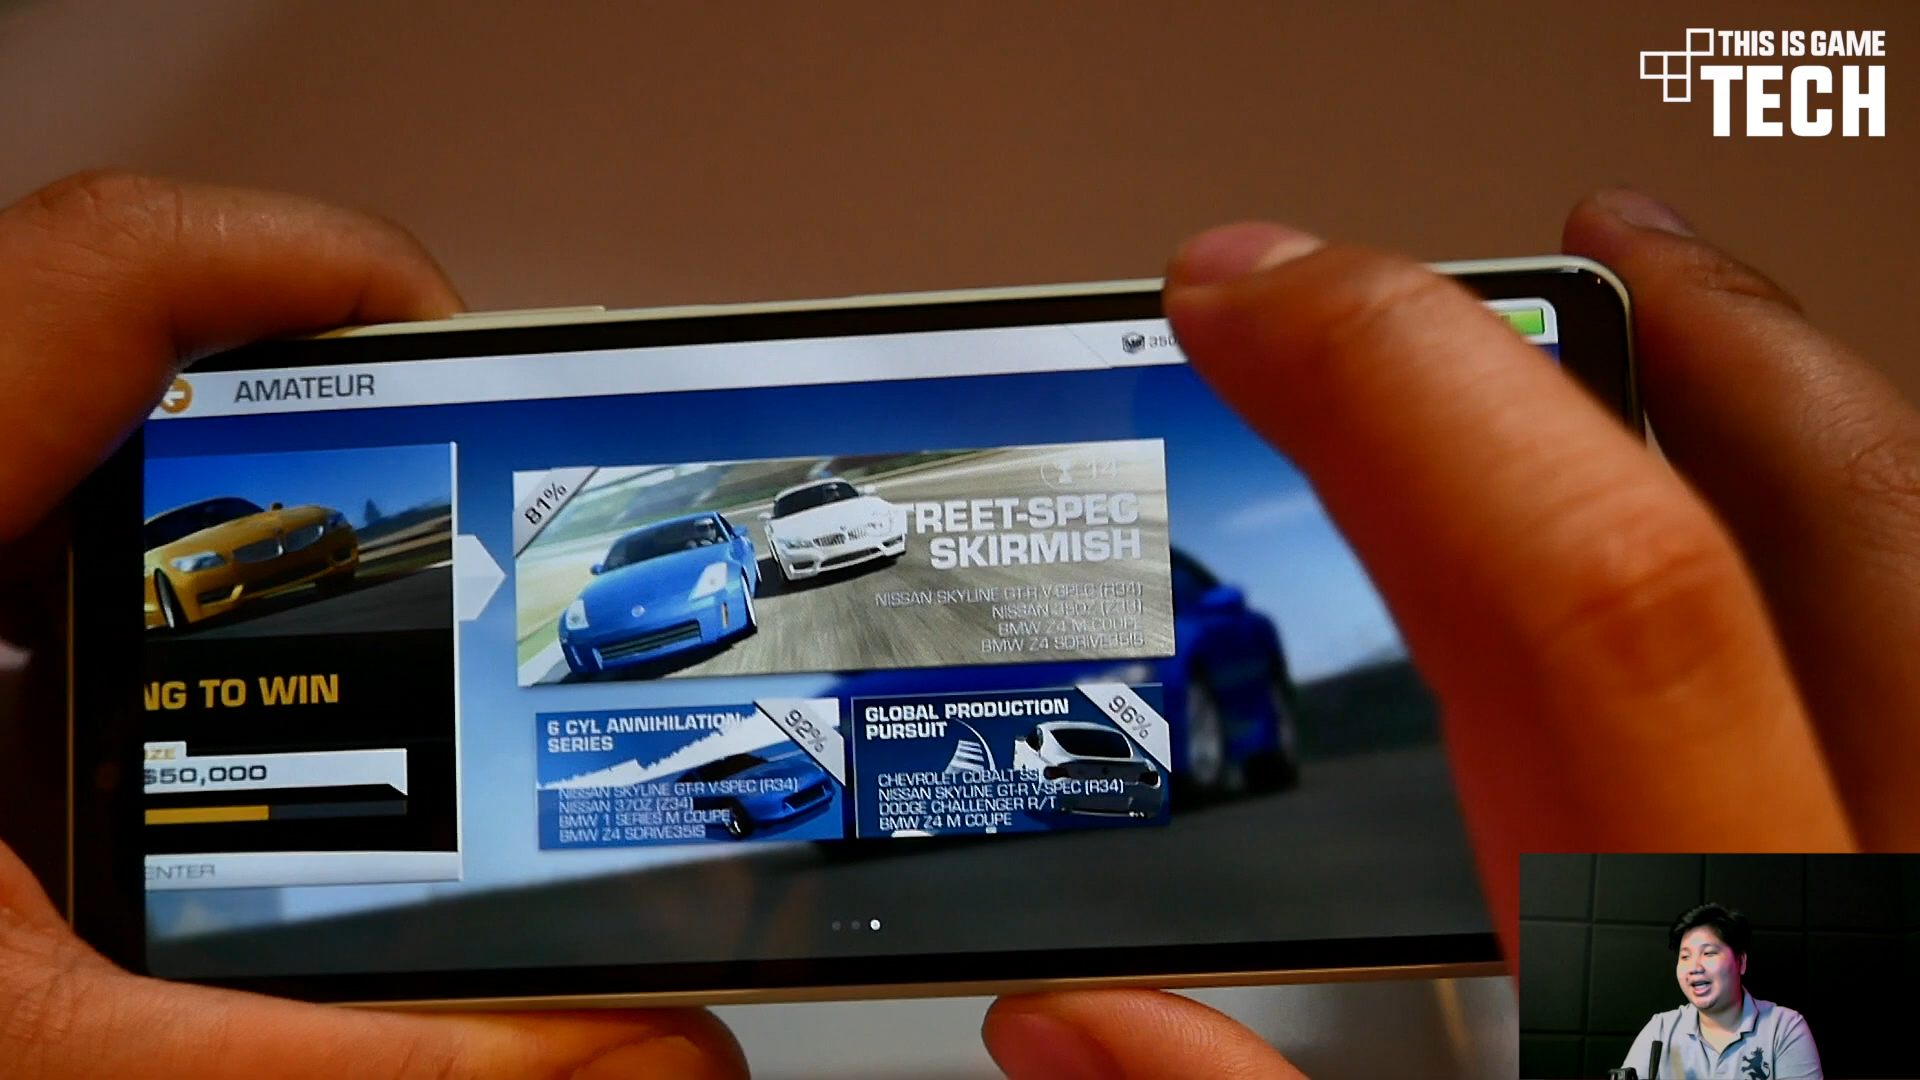 THIS IS GAME
TECH
AMATEUR
81%
14
TREET-SPEC
SKIRMISH
NISSAN SKYLINE GT-R V-SPEC (R34)
NISSAN 350Z (Z33)
BMW Z4 M COUPE
BMW Z4 SDRIVE35IS
NG TO WIN
$50,000
ENTER
6 CYL ANNIHILATION
SERIES
92%
NISSAN SKYLINE GT-R V-SPEC (R34)
NISSAN 370Z (Z34)
BMW 1 SERIES M COUPE
BMW Z4 SDRIVE35IS
GLOBAL PRODUCTION
PURSUIT
96%
CHEVROLET COBALT SS
NISSAN SKYLINE GT-R V-SPEC (R34)
DODGE CHALLENGER R/T
BMW Z4 M COUPE